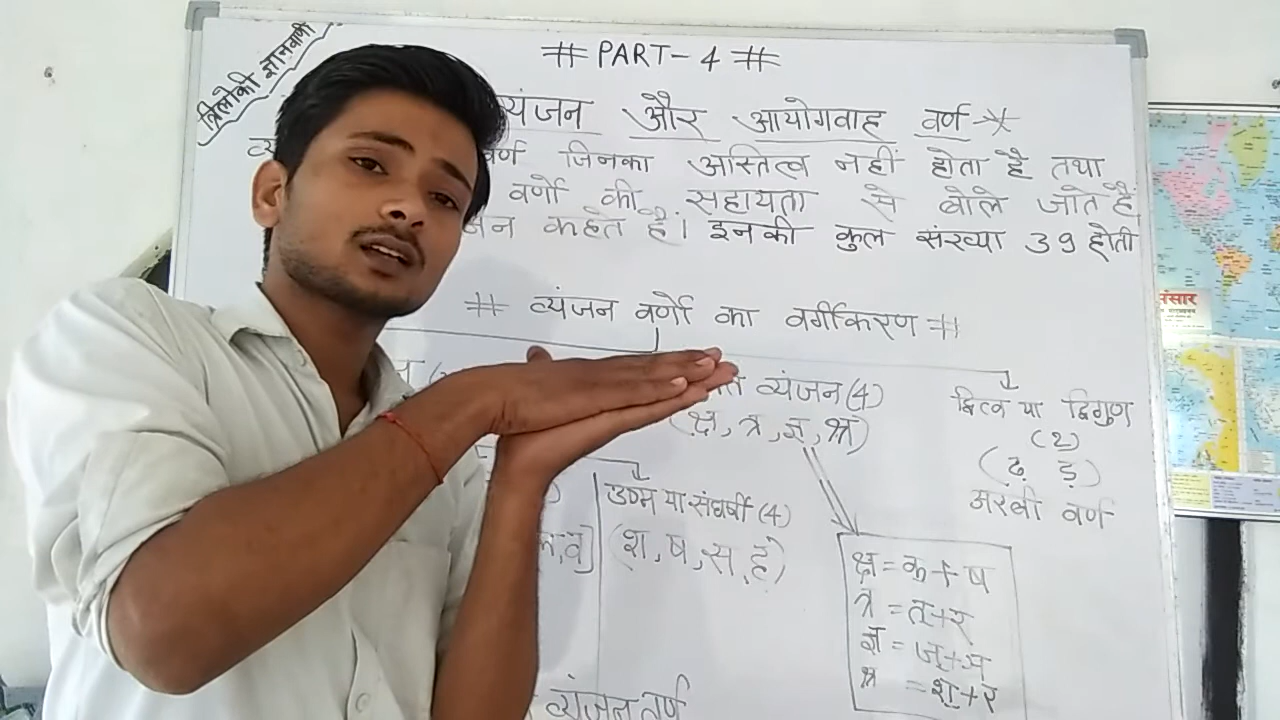 त्रिलोकी ज्ञानवाणी
# PART-4 #
व्यंजन और आयोगवाह वर्ण
वर्ण जिनका अस्तित्व नहीं होता है तथा
वर्णो की सहायता से बोले जाते हैं
कहते है। इनकी कुल संख्या 39 होती
# व्यंजन वर्णो का वर्गीकरण #
व्यंजन (4)
(क्ष, त्र, ज्ञ, श्र)
द्वित्व या द्विगुण
(2)
(ढ़ ड़)
अरबी वर्ण
उष्म या संघर्षी (4)
(श, ष, स, ह)
क्ष = क् + ष
त्र = त् + र
ज्ञ = ज् + ञ
श्र = श् + र
व्यंजन वर्ण
संसार